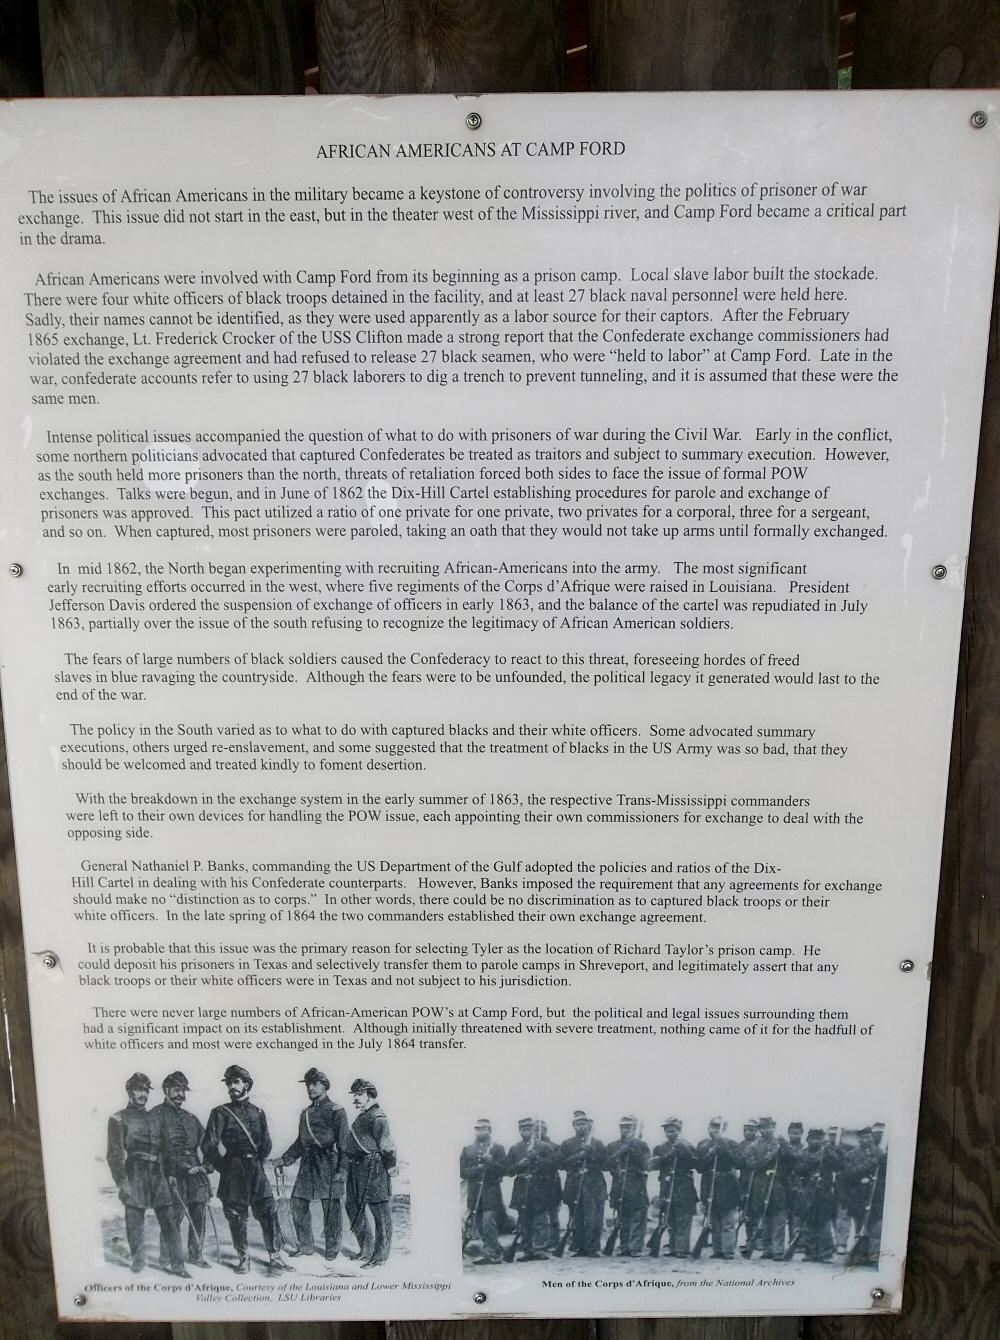 AFRICAN AMERICANS AT CAMP FORD
The issues of African Americans in the military became a keystone of controversy involving the politics of prisoner of war
exchange. This issue did not start in the east, but in the theater west of the Mississippi river, and Camp Ford became a critical part
in the drama.
African Americans were involved with Camp Ford from its beginning as a prison camp. Local slave labor built the stockade.
There were four white officers of black troops detained in the facility, and at least 27 black naval personnel were held here.
Sadly, their names cannot be identified, as they were used apparently as a labor source for their captors. After the February
1865 exchange, Lt. Frederick Crocker of the USS Clifton made a strong report that the Confederate exchange commissioners had
violated the exchange agreement and had refused to release 27 black seamen, who were “held to labor” at Camp Ford. Late in the
war, confederate accounts refer to using 27 black laborers to dig a trench to prevent tunneling, and it is assumed that these were the
same men.
Intense political issues accompanied the question of what to do with prisoners of war during the Civil War. Early in the conflict,
some northern politicians advocated that captured Confederates be treated as traitors and subject to summary execution. However,
as the south held more prisoners than the north, threats of retaliation forced both sides to face the issue of formal POW
exchanges. Talks were begun, and in June of 1862 the Dix-Hill Cartel establishing procedures for parole and exchange of
prisoners was approved. This pact utilized a ratio of one private for one private, two privates for a corporal, three for a sergeant,
and so on. When captured, most prisoners were paroled, taking an oath that they would not take up arms until formally exchanged.
In mid 1862, the North began experimenting with recruiting African-Americans into the army. The most significant
early recruiting efforts occurred in the west, where five regiments of the Corps d’Afrique were raised in Louisiana. President
Jefferson Davis ordered the suspension of exchange of officers in early 1863, and the balance of the cartel was repudiated in July
1863, partially over the issue of the south refusing to recognize the legitimacy of African American soldiers.
The fears of large numbers of black soldiers caused the Confederacy to react to this threat, foreseeing hordes of freed
slaves in blue ravaging the countryside. Although the fears were to be unfounded, the political legacy it generated would last to the
end of the war.
The policy in the South varied as to what to do with captured blacks and their white officers. Some advocated summary
executions, others urged re-enslavement, and some suggested that the treatment of blacks in the US Army was so bad, that they
should be welcomed and treated kindly to foment desertion.
With the breakdown in the exchange system in the early summer of 1863, the respective Trans-Mississippi commanders
were left to their own devices for handling the POW issue, each appointing their own commissioners for exchange to deal with the
opposing side.
General Nathaniel P. Banks, commanding the US Department of the Gulf adopted the policies and ratios of the Dix-
Hill Cartel in dealing with his Confederate counterparts. However, Banks imposed the requirement that any agreements for exchange
should make no “distinction as to corps.” In other words, there could be no discrimination as to captured black troops or their
white officers. In the late spring of 1864 the two commanders established their own exchange agreement.
It is probable that this issue was the primary reason for selecting Tyler as the location of Richard Taylor’s prison camp. He
could deposit his prisoners in Texas and selectively transfer them to parole camps in Shreveport, and legitimately assert that any
black troops or their white officers were in Texas and not subject to his jurisdiction.
There were never large numbers of African-American POW’s at Camp Ford, but the political and legal issues surrounding them
had a significant impact on its establishment. Although initially threatened with severe treatment, nothing came of it for the hadfull of
white officers and most were exchanged in the July 1864 transfer.
Officers of the Corps d’Afrique, Courtesy of the Louisiana and Lower Mississippi
Valley Collection, LSU Libraries
Men of the Corps d’Afrique, from the National Archives